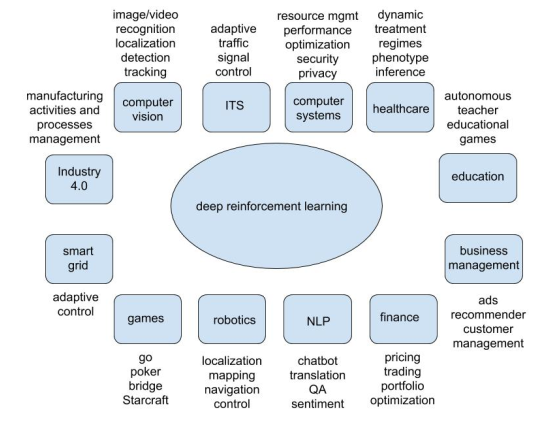 image/video
recognition
localization
detection
tracking
adaptive
traffic
signal
control
resource mgmt
performance
optimization
security
privacy
dynamic
treatment
regimes
phenotype
inference
manufacturing
activities and
processes
management
computer
vision
ITS
computer
systems
healthcare
autonomous
teacher
educational
games
Industry
4.0
deep reinforcement learning
education
smart
grid
adaptive
control
business
management
ads
recommender
customer
management
games
robotics
NLP
finance
go
poker
bridge
Starcraft
localization
mapping
navigation
control
chatbot
translation
QA
sentiment
pricing
trading
portfolio
optimization